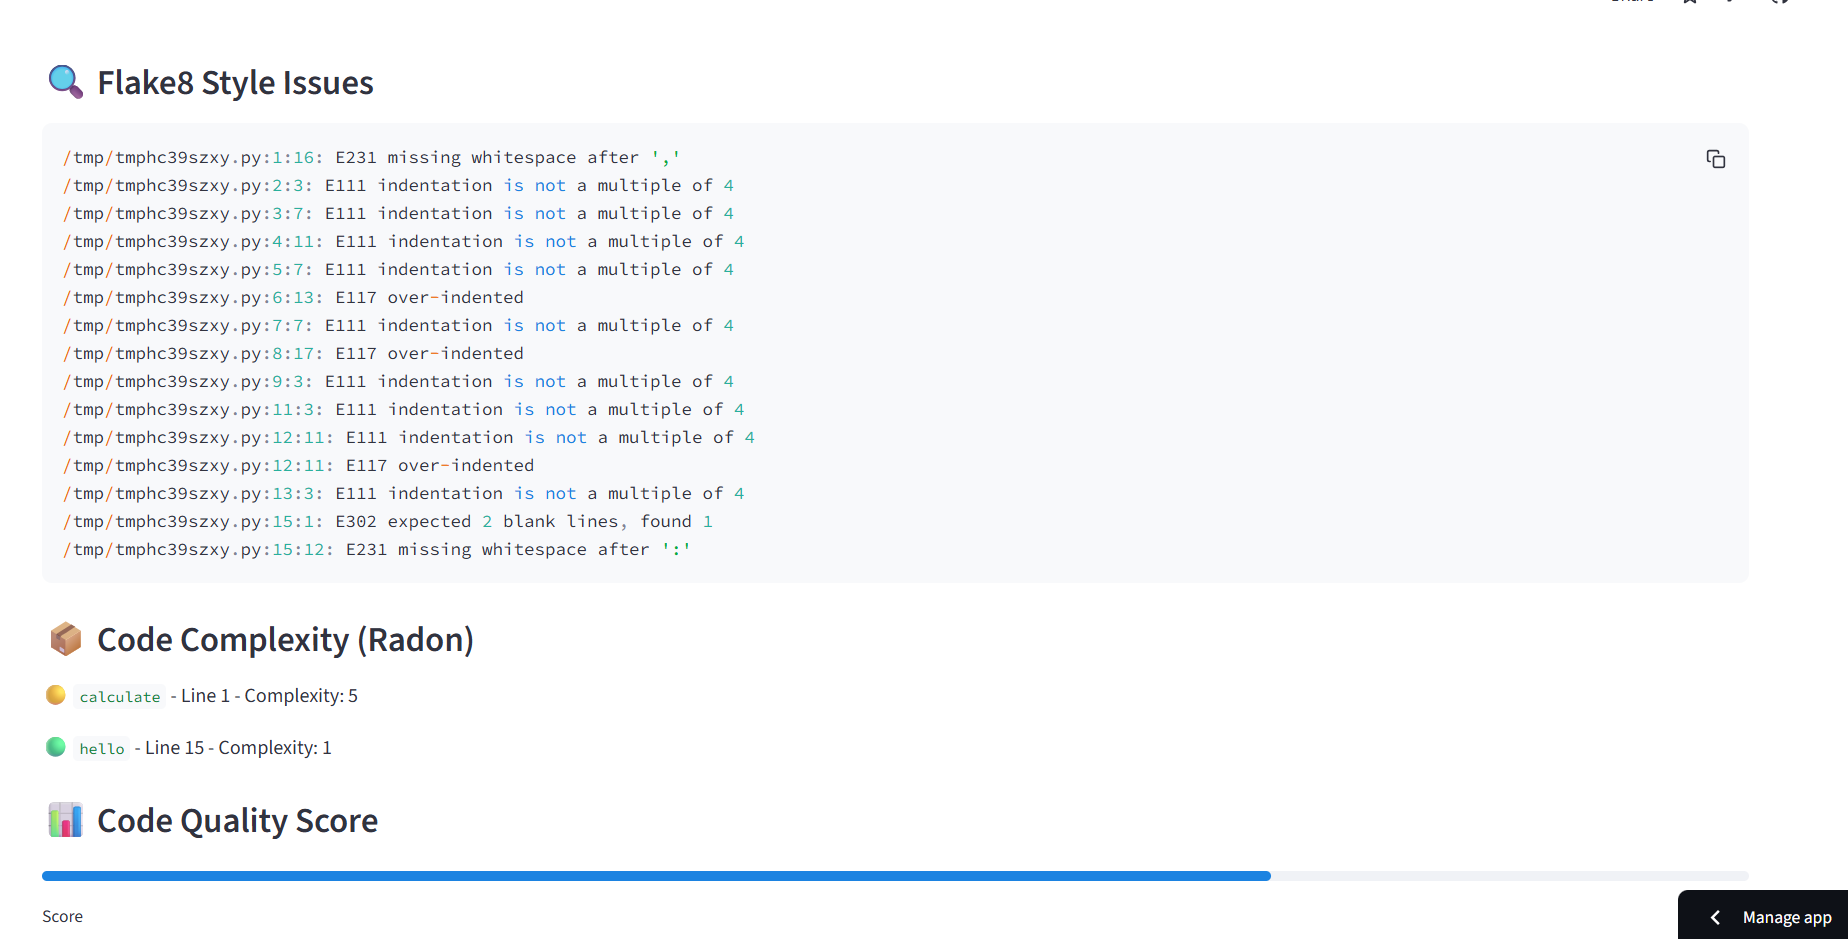 Flake8 Style Issues
/tmp/tmphc39szxy.py:1:16: E231 missing whitespace after ','
/tmp/tmphc39szxy.py:2:3: E111 indentation is not a multiple of 4
/tmp/tmphc39szxy.py:3:7: E111 indentation is not a multiple of 4
/tmp/tmphc39szxy.py:4:11: E111 indentation is not a multiple of 4
/tmp/tmphc39szxy.py:5:7: E111 indentation is not a multiple of 4
/tmp/tmphc39szxy.py:6:13: E117 over-indented
/tmp/tmphc39szxy.py:7:7: E111 indentation is not a multiple of 4
/tmp/tmphc39szxy.py:8:17: E117 over-indented
/tmp/tmphc39szxy.py:9:3: E111 indentation is not a multiple of 4
/tmp/tmphc39szxy.py:11:3: E111 indentation is not a multiple of 4
/tmp/tmphc39szxy.py:12:11: E111 indentation is not a multiple of 4
/tmp/tmphc39szxy.py:12:11: E117 over-indented
/tmp/tmphc39szxy.py:13:3: E111 indentation is not a multiple of 4
/tmp/tmphc39szxy.py:15:1: E302 expected 2 blank lines, found 1
/tmp/tmphc39szxy.py:15:12: E231 missing whitespace after ':'
Code Complexity (Radon)
calculate - Line 1 - Complexity: 5
hello - Line 15 - Complexity: 1
Code Quality Score
Score
Manage app